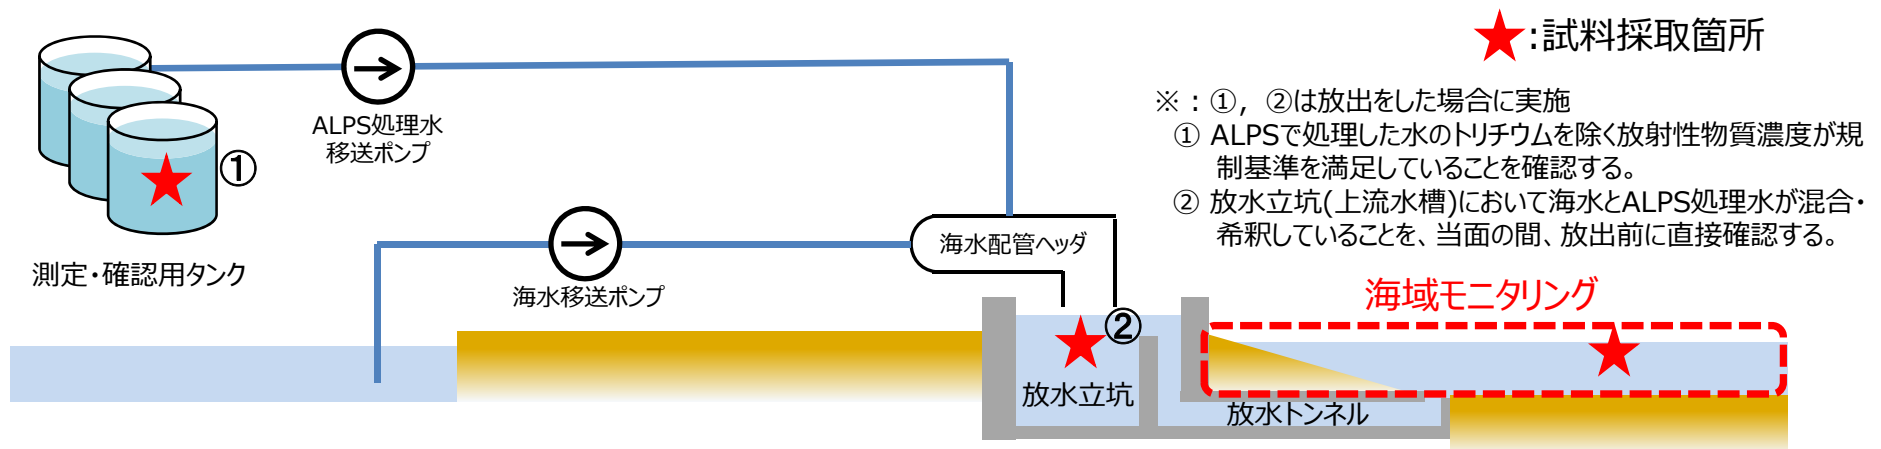 ★:試料採取箇所
※：①，②は放出をした場合に実施
① ALPSで処理した水のトリチウムを除く放射性物質濃度が規
制基準を満足していることを確認する。
② 放水立坑(上流水槽)において海水とALPS処理水が混合・
希釈していることを、当面の間、放出前に直接確認する。
ALPS処理水
移送ポンプ
①
測定・確認用タンク
海水移送ポンプ
海水配管ヘッダ
海域モニタリング
②
放水立坑
放水トンネル